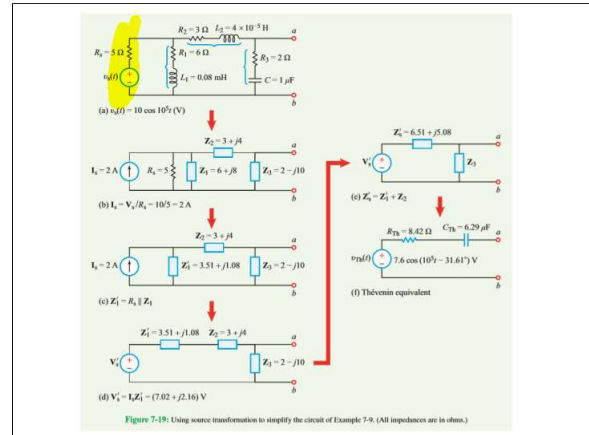 R₂ = 3 Ω L₂ = 4 × 10⁻⁵ H
a
Rₛ = 5 Ω
R₁ = 6 Ω
R₃ = 2 Ω
υₛ(t)
L₁ = 0.08 mH
C = 1 μF
b
(a) υₛ(t) = 10 cos 10⁵t (V)
Z₂ = 3 + j4
a
Iₛ = 2 A
Rₛ = 5
Z₁ = 6 + j8
Z₃ = 2 − j10
b
(b) Iₛ = Vₛ/Rₛ = 10/5 = 2 A
Z₂ = 3 + j4
a
Iₛ = 2 A
Z′₁ = 3.51 + j1.08
Z₃ = 2 − j10
b
(c) Z′₁ = Rₛ ∥ Z₁
Z′₁ = 3.51 + j1.08 Z₂ = 3 + j4
a
V′ₛ
Z₃ = 2 − j10
b
(d) V′ₛ = IₛZ′₁ = (7.02 + j2.16) V
Z′ₛ = 6.51 + j5.08
a
V′ₛ
Z₃
b
(e) Z′ₛ = Z′₁ + Z₂
R_Th = 8.42 Ω
C_Th = 6.29 μF
a
υ_Th(t)
7.6 cos (10⁵t − 31.61°) V
b
(f) Thévenin equivalent
Figure 7-19: Using source transformation to simplify the circuit of Example 7-9. (All impedances are in ohms.)